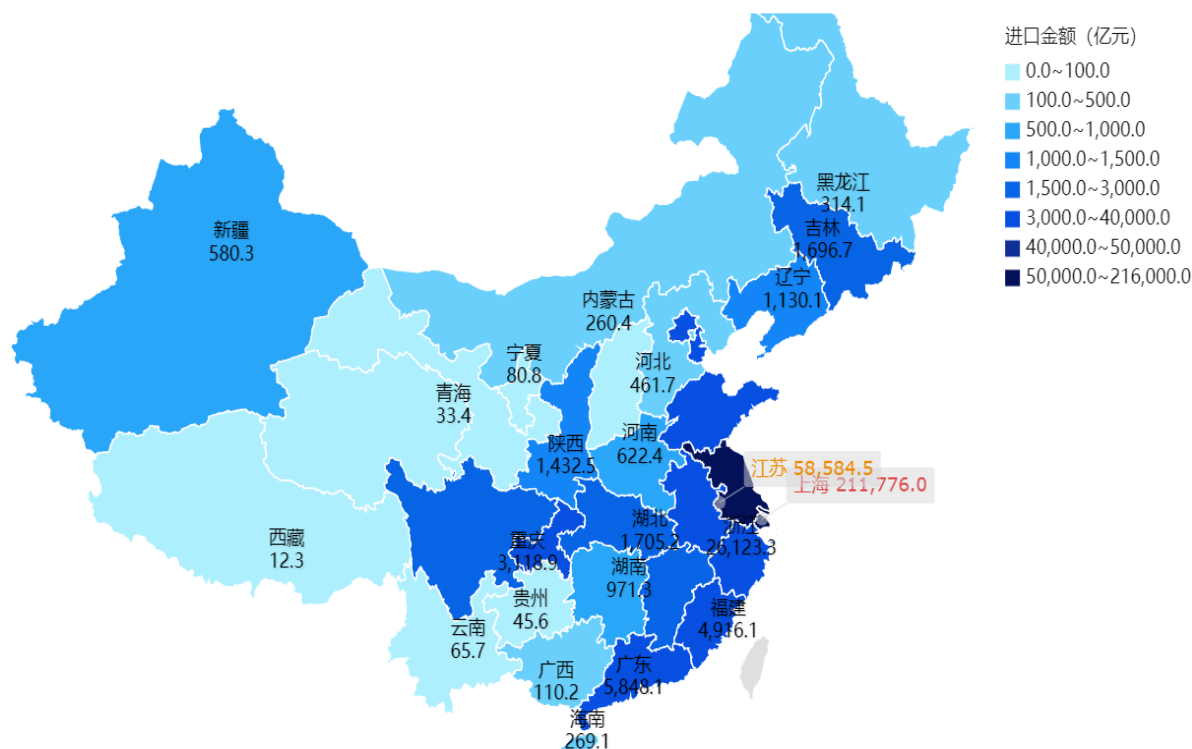 进口金额（亿元）
0.0~100.0
100.0~500.0
500.0~1,000.0
1,000.0~1,500.0
1,500.0~3,000.0
3,000.0~40,000.0
40,000.0~50,000.0
50,000.0~216,000.0
黑龙江
314.1
吉林
1,696.7
新疆
580.3
辽宁
1,130.1
内蒙古
260.4
宁夏
80.8
河北
461.7
青海
33.4
陕西
1,432.5
河南
622.4
江苏 58,584.5
上海 211,776.0
湖北
1,705.2
浙江
26,123.3
西藏
12.3
重庆
3,118.9
湖南
971.3
贵州
45.6
福建
4,916.1
云南
65.7
广西
110.2
广东
5,848.1
海南
269.1